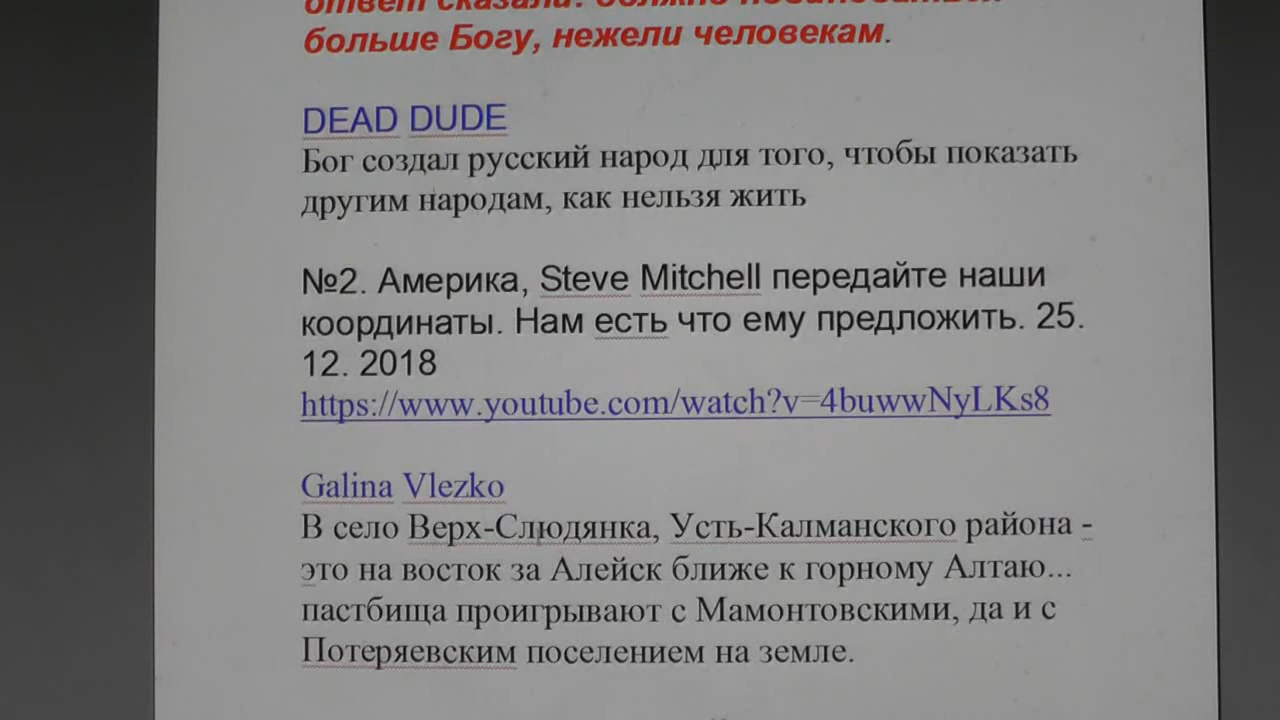 больше Богу, нежели человекам.
DEAD DUDE
Бог создал русский народ для того, чтобы показать
другим народам, как нельзя жить
№2. Америка, Steve Mitchell передайте наши
координаты. Нам есть что ему предложить. 25.
12. 2018
https://www.youtube.com/watch?v=4buwwNyLKs8
Galina Vlezko
В село Верх-Слюдянка, Усть-Калманского района -
это на восток за Алейск ближе к горному Алтаю...
пастбища проигрывают с Мамонтовскими, да и с
Потеряевским поселением на земле.